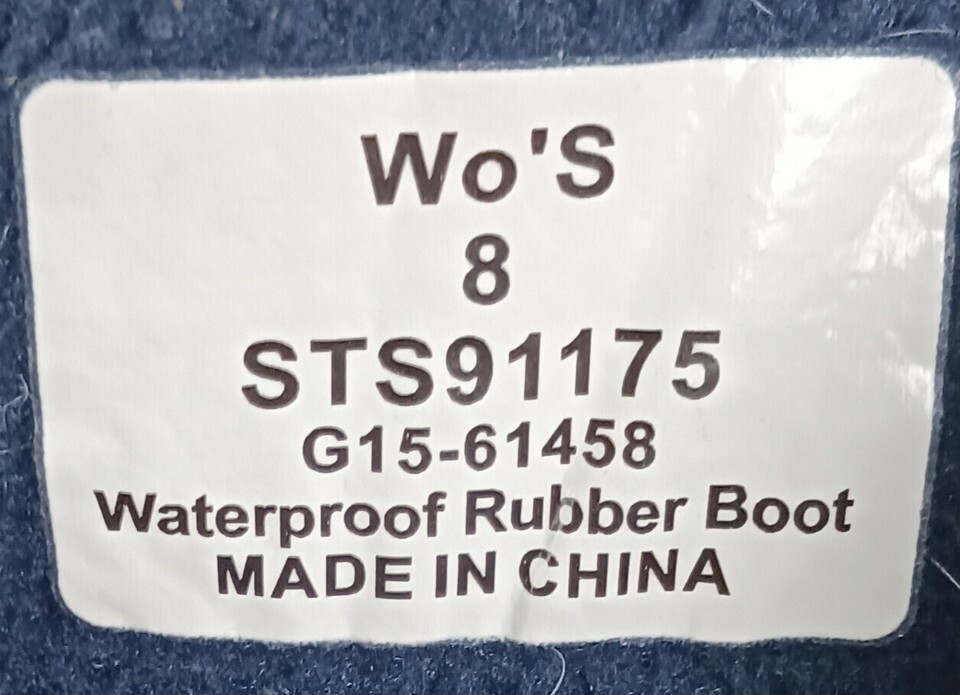 Wo'S
8
STS91175
G15-61458
Waterproof Rubber Boot
MADE IN CHINA